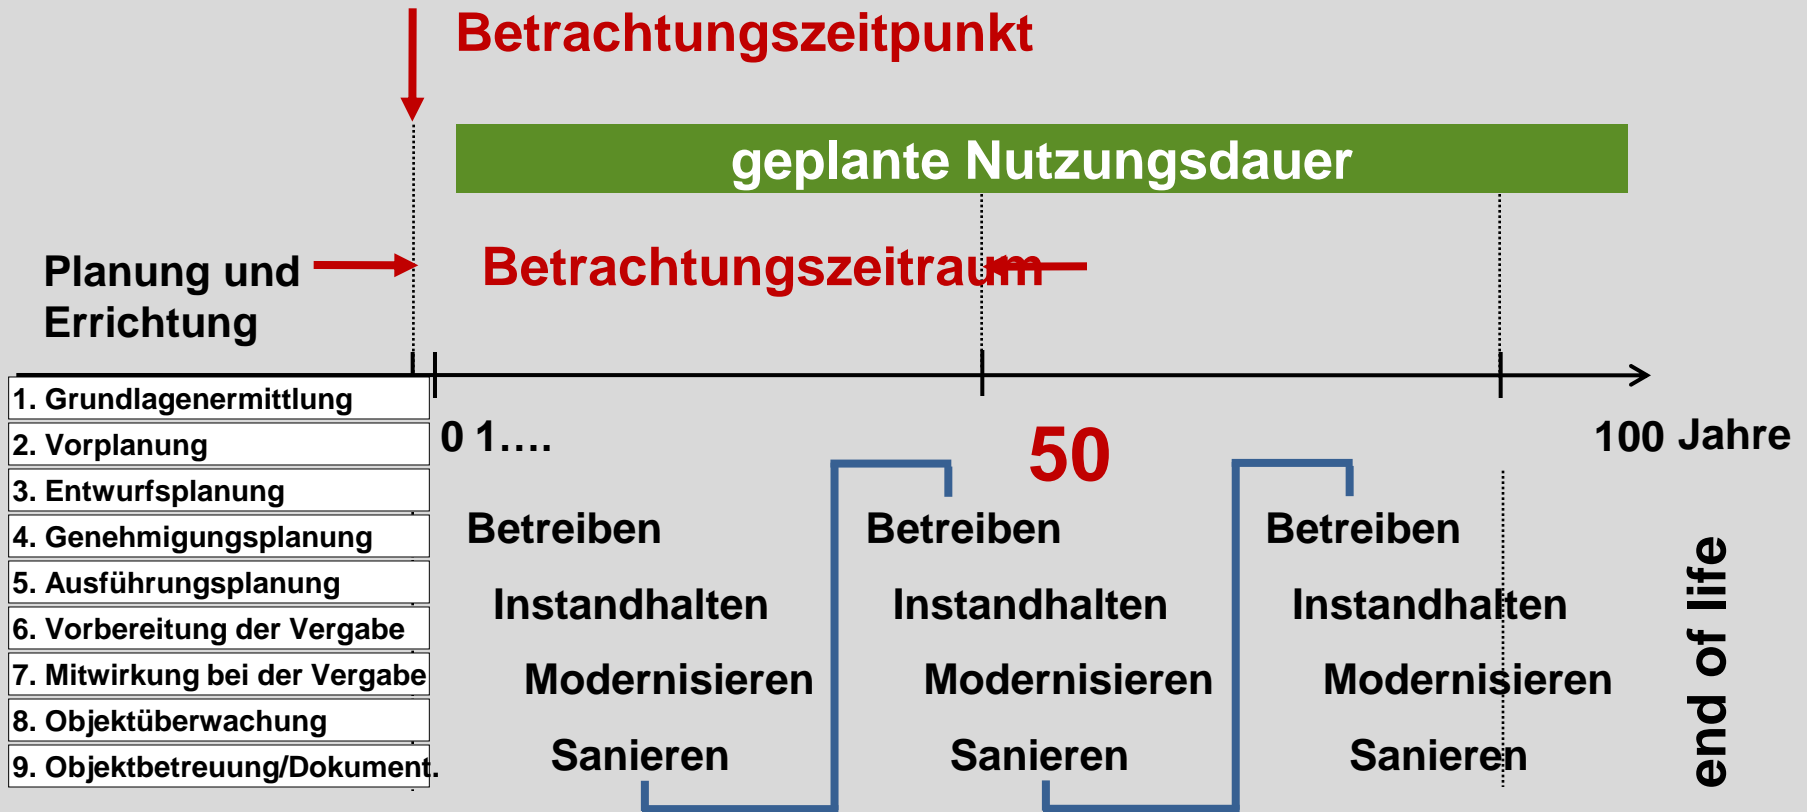 Betrachtungszeitpunkt
geplante Nutzungsdauer
Planung und
Errichtung
Betrachtungszeitraum
1. Grundlagenermittlung
2. Vorplanung
3. Entwurfsplanung
4. Genehmigungsplanung
5. Ausführungsplanung
6. Vorbereitung der Vergabe
7. Mitwirkung bei der Vergabe
8. Objektüberwachung
9. Objektbetreuung/Dokument.
0 1....
50
100 Jahre
Betreiben
Instandhalten
Modernisieren
Sanieren
Betreiben
Instandhalten
Modernisieren
Sanieren
Betreiben
Instandhalten
Modernisieren
Sanieren
end of life